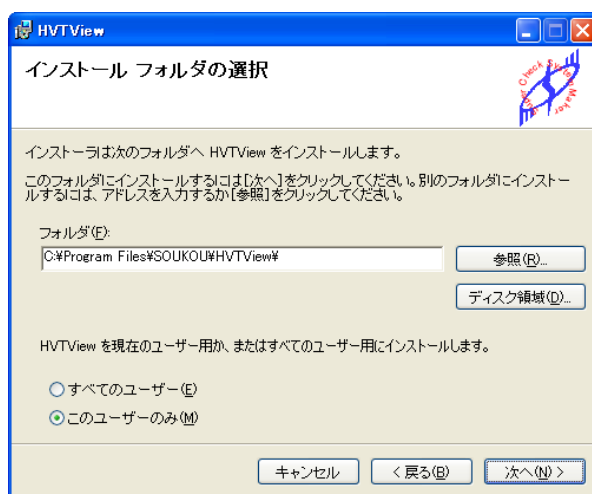 HVTView
インストール フォルダの選択
インストーラは次のフォルダへ HVTView をインストールします。
このフォルダにインストールするには[次へ]をクリックしてください。別のフォルダにインストー
ルするには、アドレスを入力するか[参照]をクリックしてください。
フォルダ(F):
C:¥Program Files¥SOUKOU¥HVTView¥
参照(R)...
ディスク領域(D)...
HVTView を現在のユーザー用か、またはすべてのユーザー用にインストールします。
すべてのユーザー(E)
このユーザーのみ(M)
キャンセル
< 戻る(B)
次へ(N) >